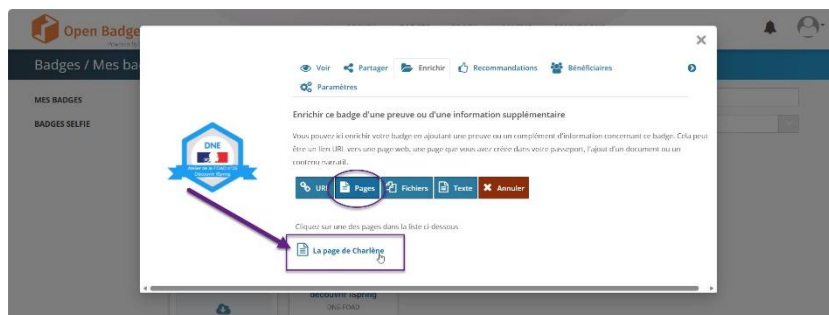 Open Badge
Badges / Mes ba
MES BADGES
BADGES SELFIE
Voir Partager Enrichir Recommandations Bénéficiaires
Paramètres
Enrichir ce badge d'une preuve ou d'une information supplémentaire
Vous pouvez ici enrichir votre badge en ajoutant une preuve ou un complément d'information concernant ce badge. Cela peut
être un lien URL vers une page web, une page que vous avez créée dans votre passeport, l'ajout d'un document ou un
contenu narratif.
DNE
URL Pages Fichiers Texte Annuler
Cliquez sur une des pages dans la liste ci-dessous
La page de Charlène
découvrir iSpring
DNE-FOAD